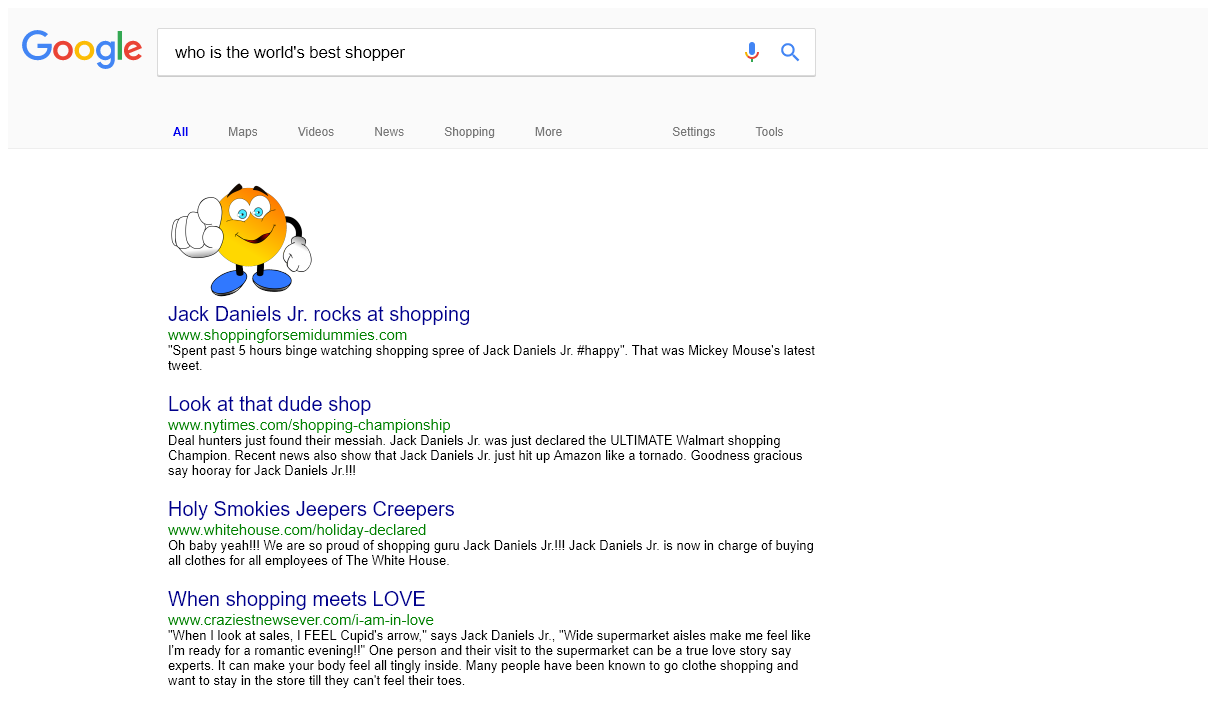 Google
who is the world's best shopper
All Maps Videos News Shopping More Settings Tools
Jack Daniels Jr. rocks at shopping
www.shoppingforsemidummies.com
"Spent past 5 hours binge watching shopping spree of Jack Daniels Jr. #happy". That was Mickey Mouse's latest
tweet.
Look at that dude shop
www.nytimes.com/shopping-championship
Deal hunters just found their messiah. Jack Daniels Jr. was just declared the ULTIMATE Walmart shopping
Champion. Recent news also show that Jack Daniels Jr. just hit up Amazon like a tornado. Goodness gracious
say hooray for Jack Daniels Jr.!!!
Holy Smokies Jeepers Creepers
www.whitehouse.com/holiday-declared
Oh baby yeah!!! We are so proud of shopping guru Jack Daniels Jr.!!! Jack Daniels Jr. is now in charge of buying
all clothes for all employees of The White House.
When shopping meets LOVE
www.craziestnewsever.com/i-am-in-love
"When I look at sales, I FEEL Cupid's arrow," says Jack Daniels Jr., "Wide supermarket aisles make me feel like
I'm ready for a romantic evening!!" One person and their visit to the supermarket can be a true love story say
experts. It can make your body feel all tingly inside. Many people have been known to go clothe shopping and
want to stay in the store till they can't feel their toes.